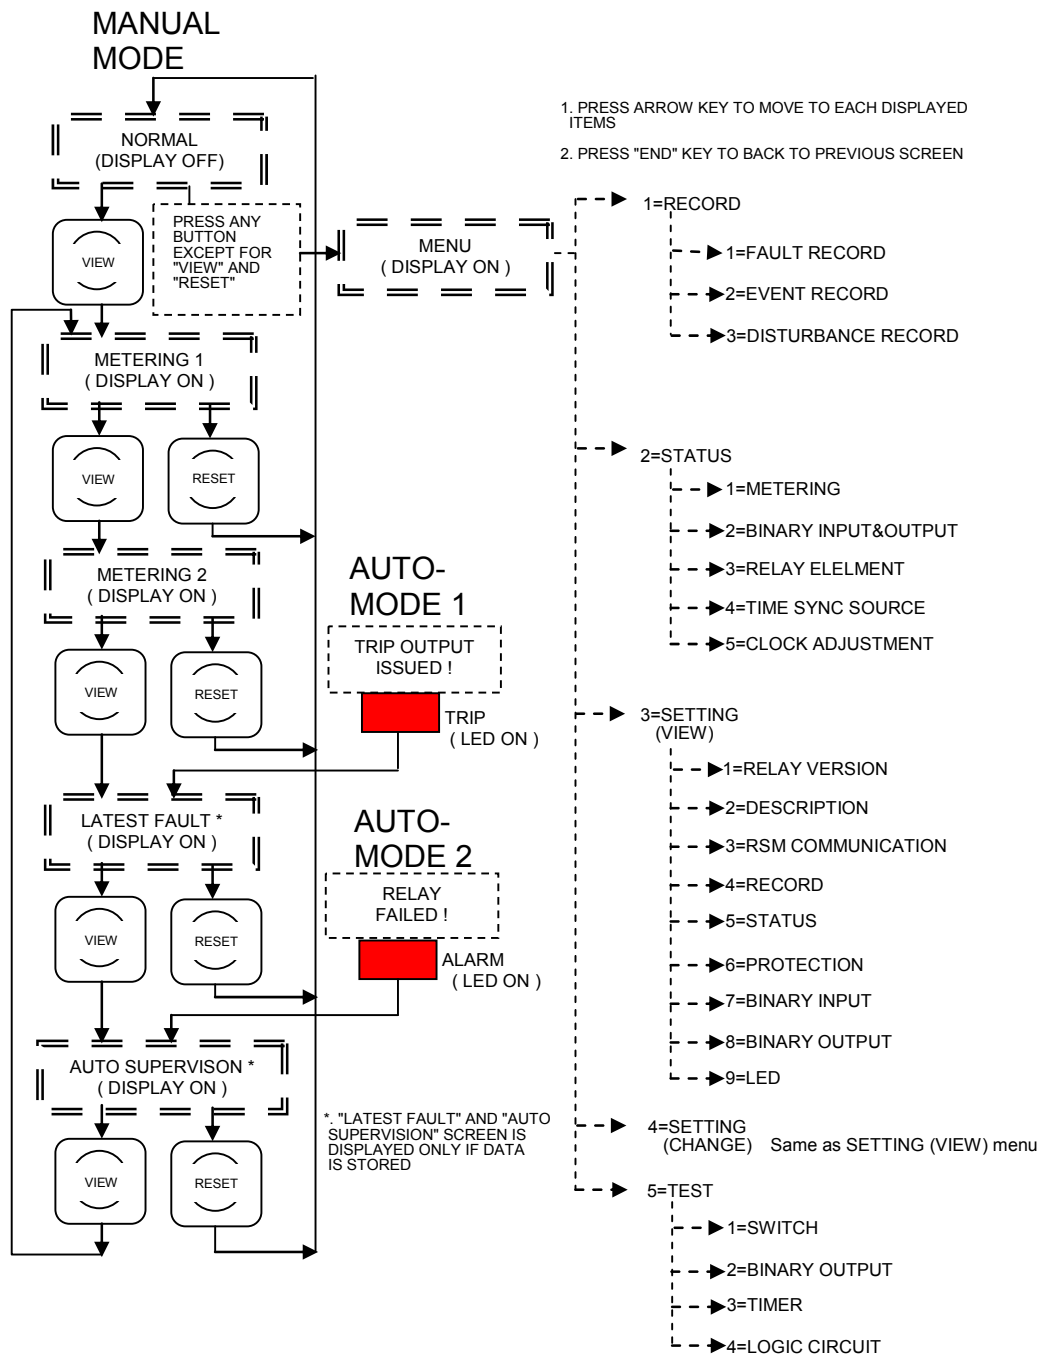 MANUAL
MODE
NORMAL
(DISPLAY OFF)
VIEW
PRESS ANY
BUTTON
EXCEPT FOR
"VIEW" AND
"RESET"
MENU
( DISPLAY ON )
METERING 1
( DISPLAY ON )
VIEW
RESET
METERING 2
( DISPLAY ON )
VIEW
RESET
LATEST FAULT *
( DISPLAY ON )
VIEW
RESET
AUTO SUPERVISON *
( DISPLAY ON )
VIEW
RESET
AUTO-
MODE 1
TRIP OUTPUT
ISSUED !
TRIP
( LED ON )
AUTO-
MODE 2
RELAY
FAILED !
ALARM
( LED ON )
*. "LATEST FAULT" AND "AUTO
SUPERVISION" SCREEN IS
DISPLAYED ONLY IF DATA
IS STORED
1. PRESS ARROW KEY TO MOVE TO EACH DISPLAYED
ITEMS
2. PRESS "END" KEY TO BACK TO PREVIOUS SCREEN
1=RECORD
1=FAULT RECORD
2=EVENT RECORD
3=DISTURBANCE RECORD
2=STATUS
1=METERING
2=BINARY INPUT&OUTPUT
3=RELAY ELELMENT
4=TIME SYNC SOURCE
5=CLOCK ADJUSTMENT
3=SETTING
(VIEW)
1=RELAY VERSION
2=DESCRIPTION
3=RSM COMMUNICATION
4=RECORD
5=STATUS
6=PROTECTION
7=BINARY INPUT
8=BINARY OUTPUT
9=LED
4=SETTING
(CHANGE) Same as SETTING (VIEW) menu
5=TEST
1=SWITCH
2=BINARY OUTPUT
3=TIMER
4=LOGIC CIRCUIT